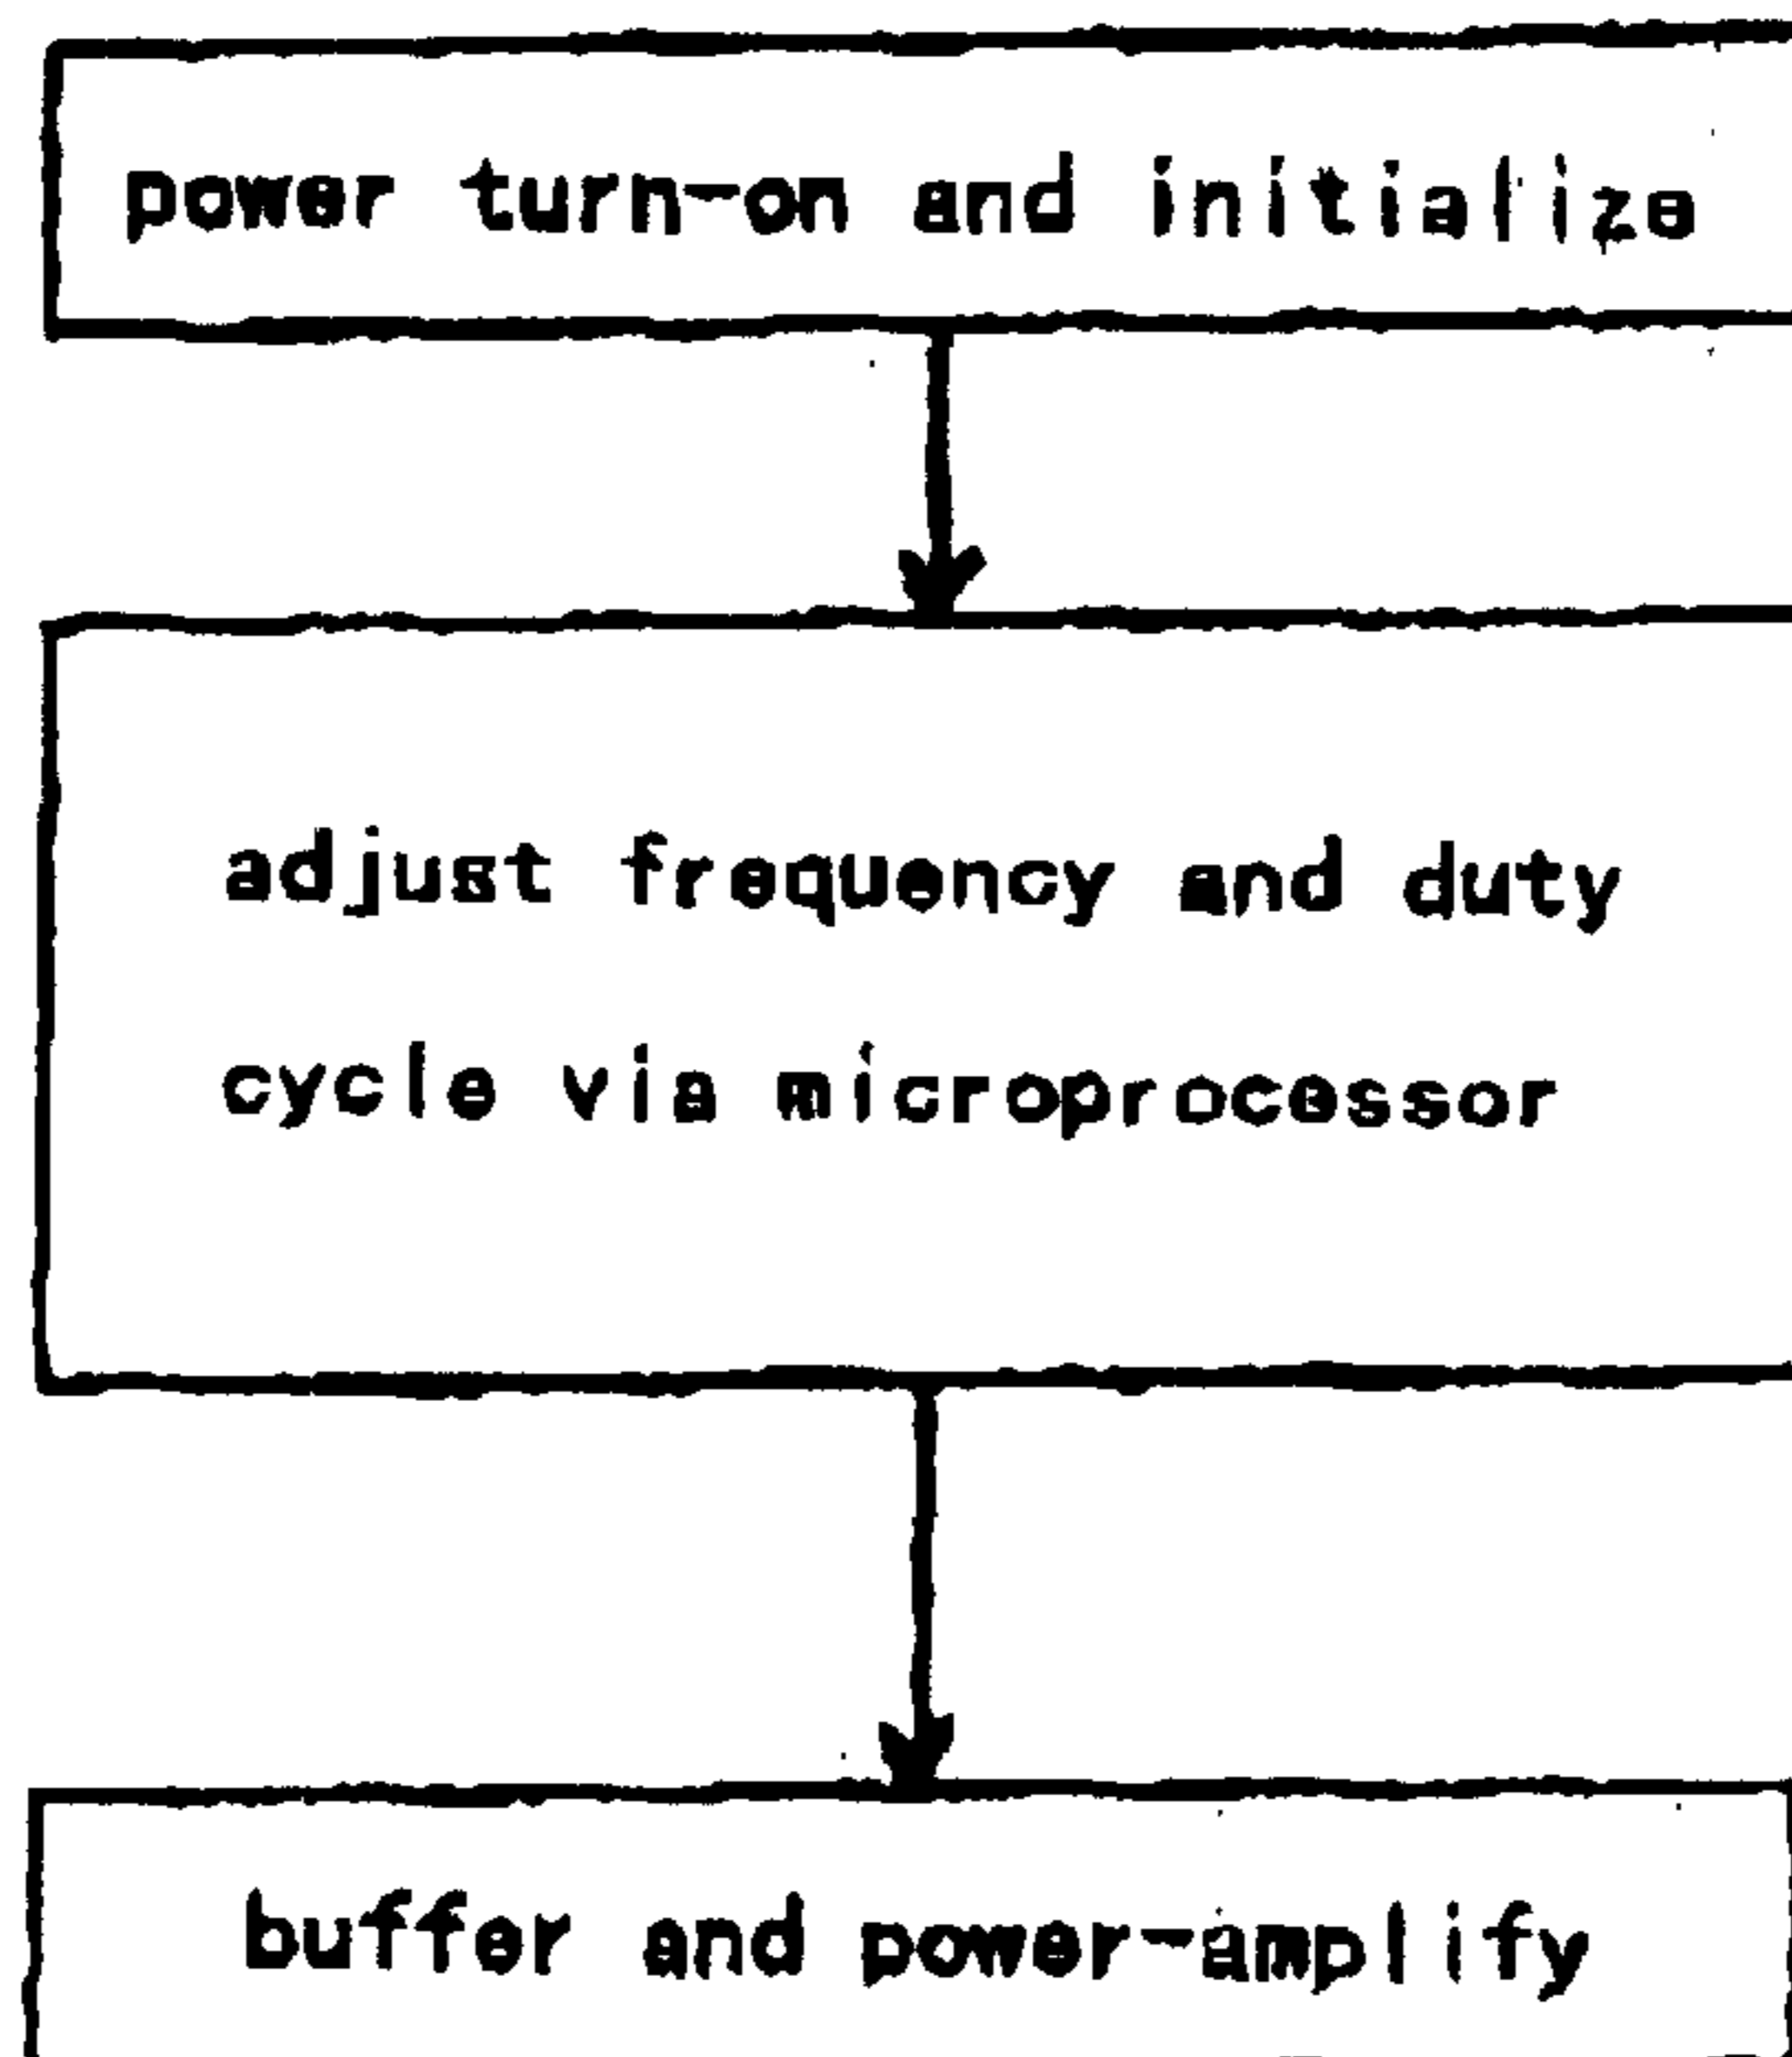 power turn-on and initialize
adjust frequency and duty
cycle via microprocessor
buffer and power-amplify